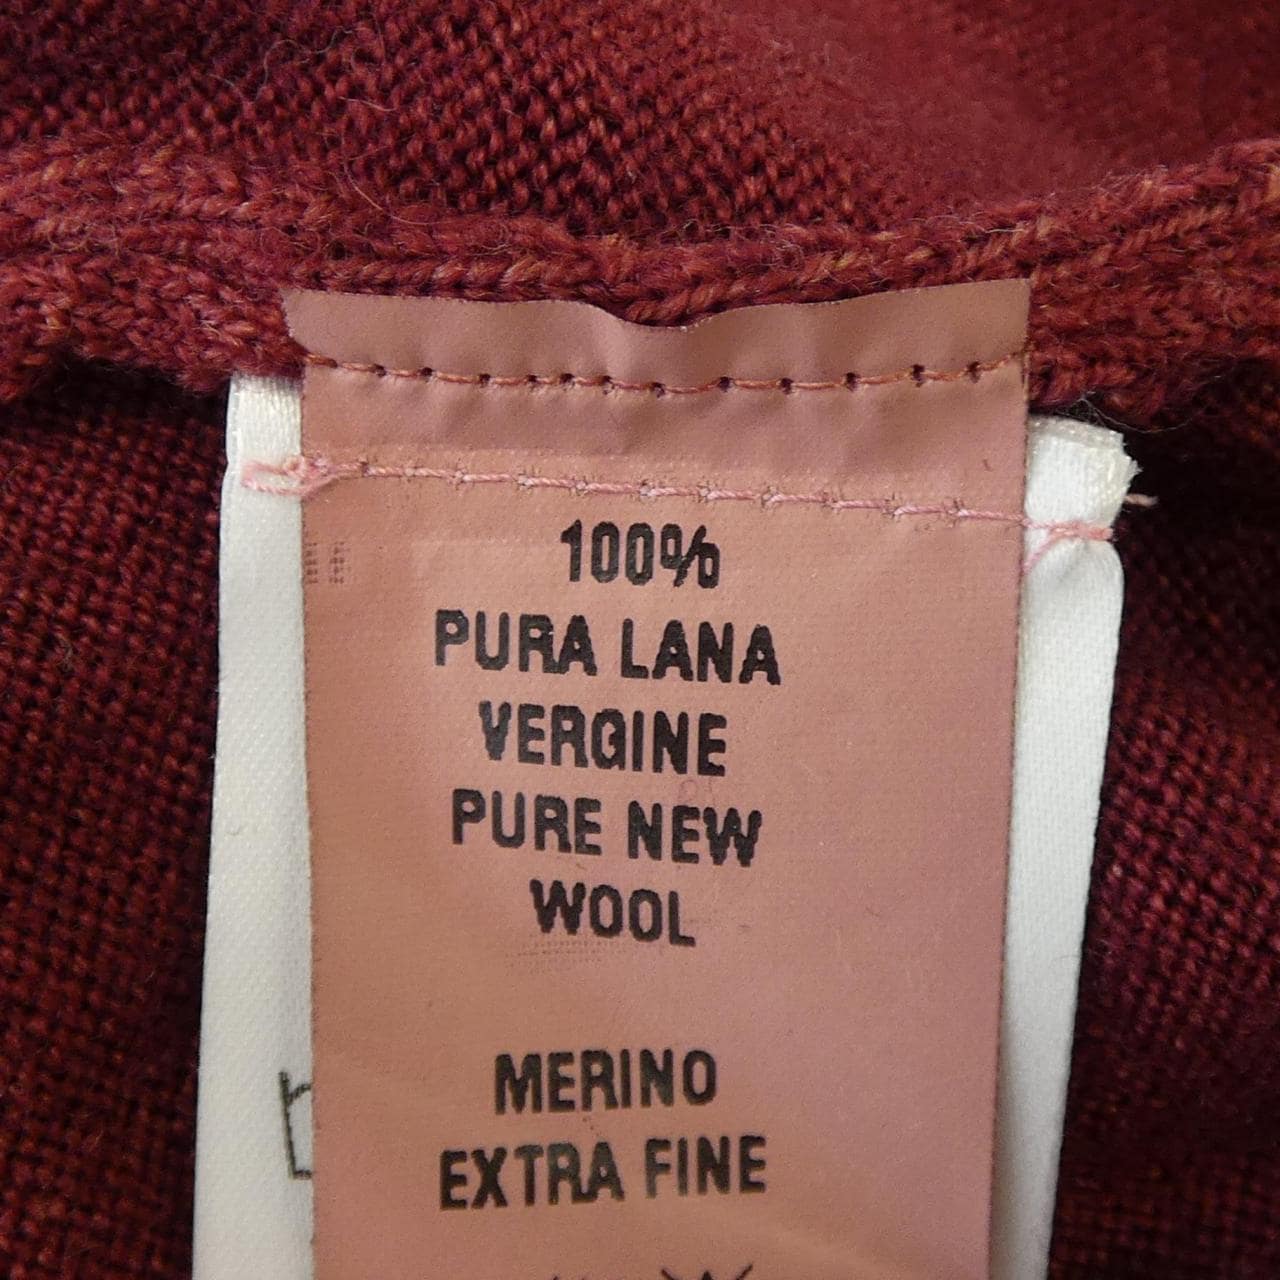 100%
PURA LANA
VERGINE
PURE NEW
WOOL
MERINO
EXTRA FINE